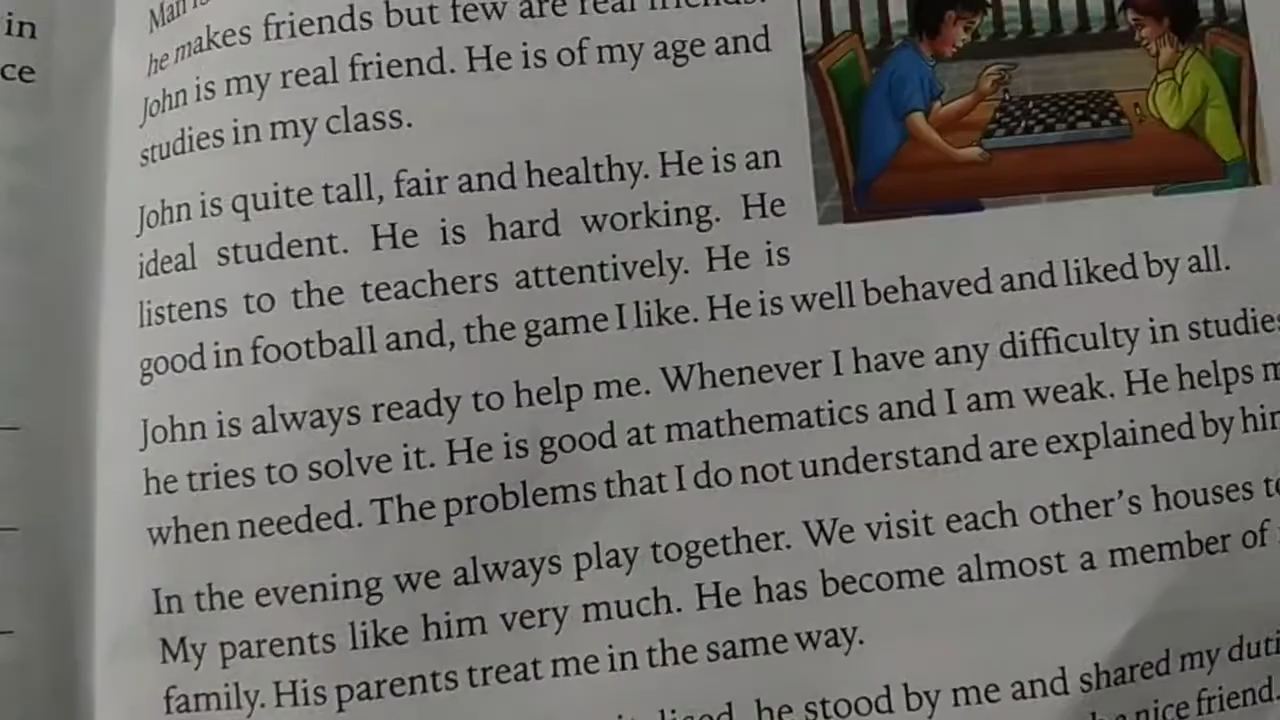 in
ce
Man
he makes friends but few are real friends.
John is my real friend. He is of my age and
studies in my class.
John is quite tall, fair and healthy. He is an
ideal student. He is hard working. He
listens to the teachers attentively. He is
good in football and, the game I like. He is well behaved and liked by all.
John is always ready to help me. Whenever I have any difficulty in studies
he tries to solve it. He is good at mathematics and I am weak. He helps
when needed. The problems that I do not understand are explained by
In the evening we always play together. We visit each other's houses
My parents like him very much. He has become almost a member of
family. His parents treat me in the same way.
he stood by me and shared my
nice friend.